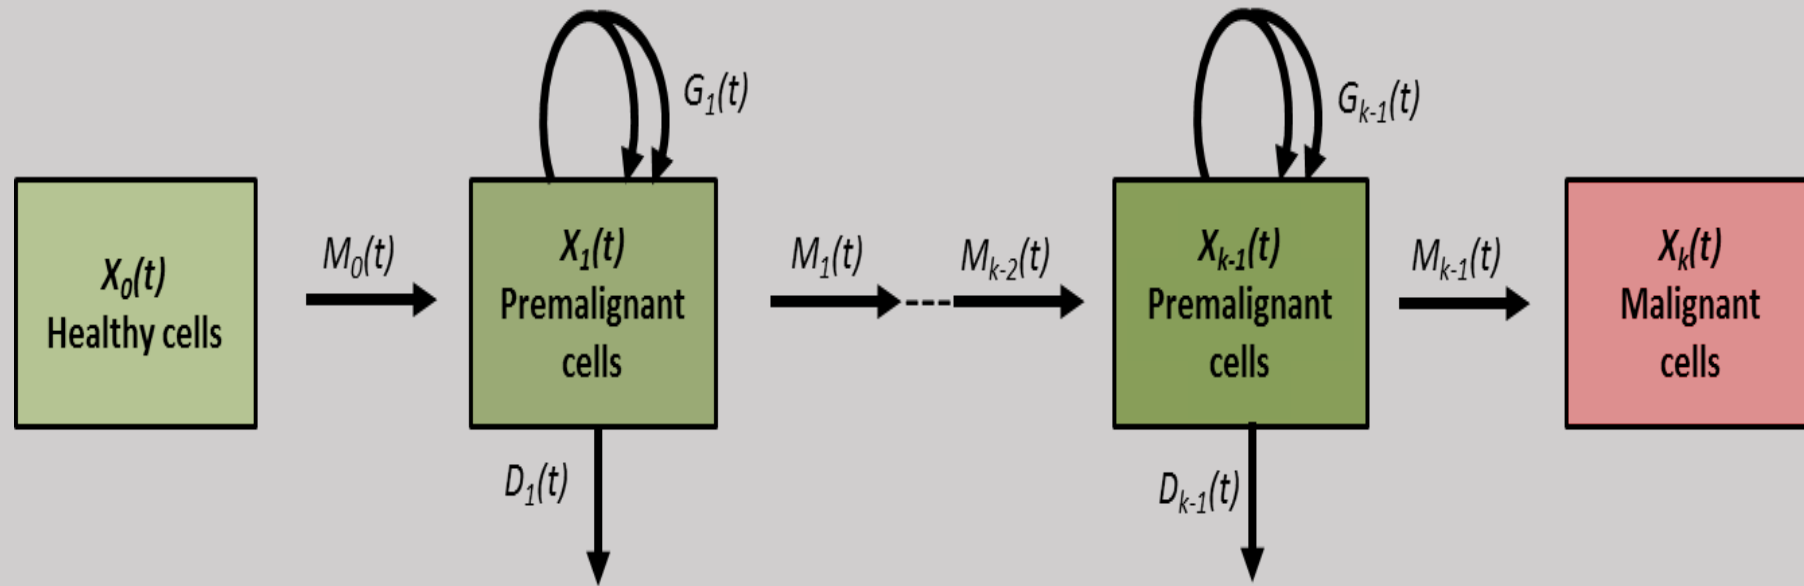 G₁(t)
Gₖ₋₁(t)
X₀(t)
Healthy cells
M₀(t)
X₁(t)
Premalignant
cells
M₁(t)
Mₖ₋₂(t)
Xₖ₋₁(t)
Premalignant
cells
Mₖ₋₁(t)
Xₖ(t)
Malignant
cells
D₁(t)
Dₖ₋₁(t)